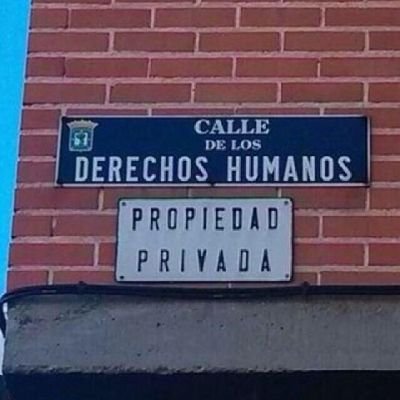 CALLE
DE LOS
DERECHOS HUMANOS
PROPIEDAD
PRIVADA